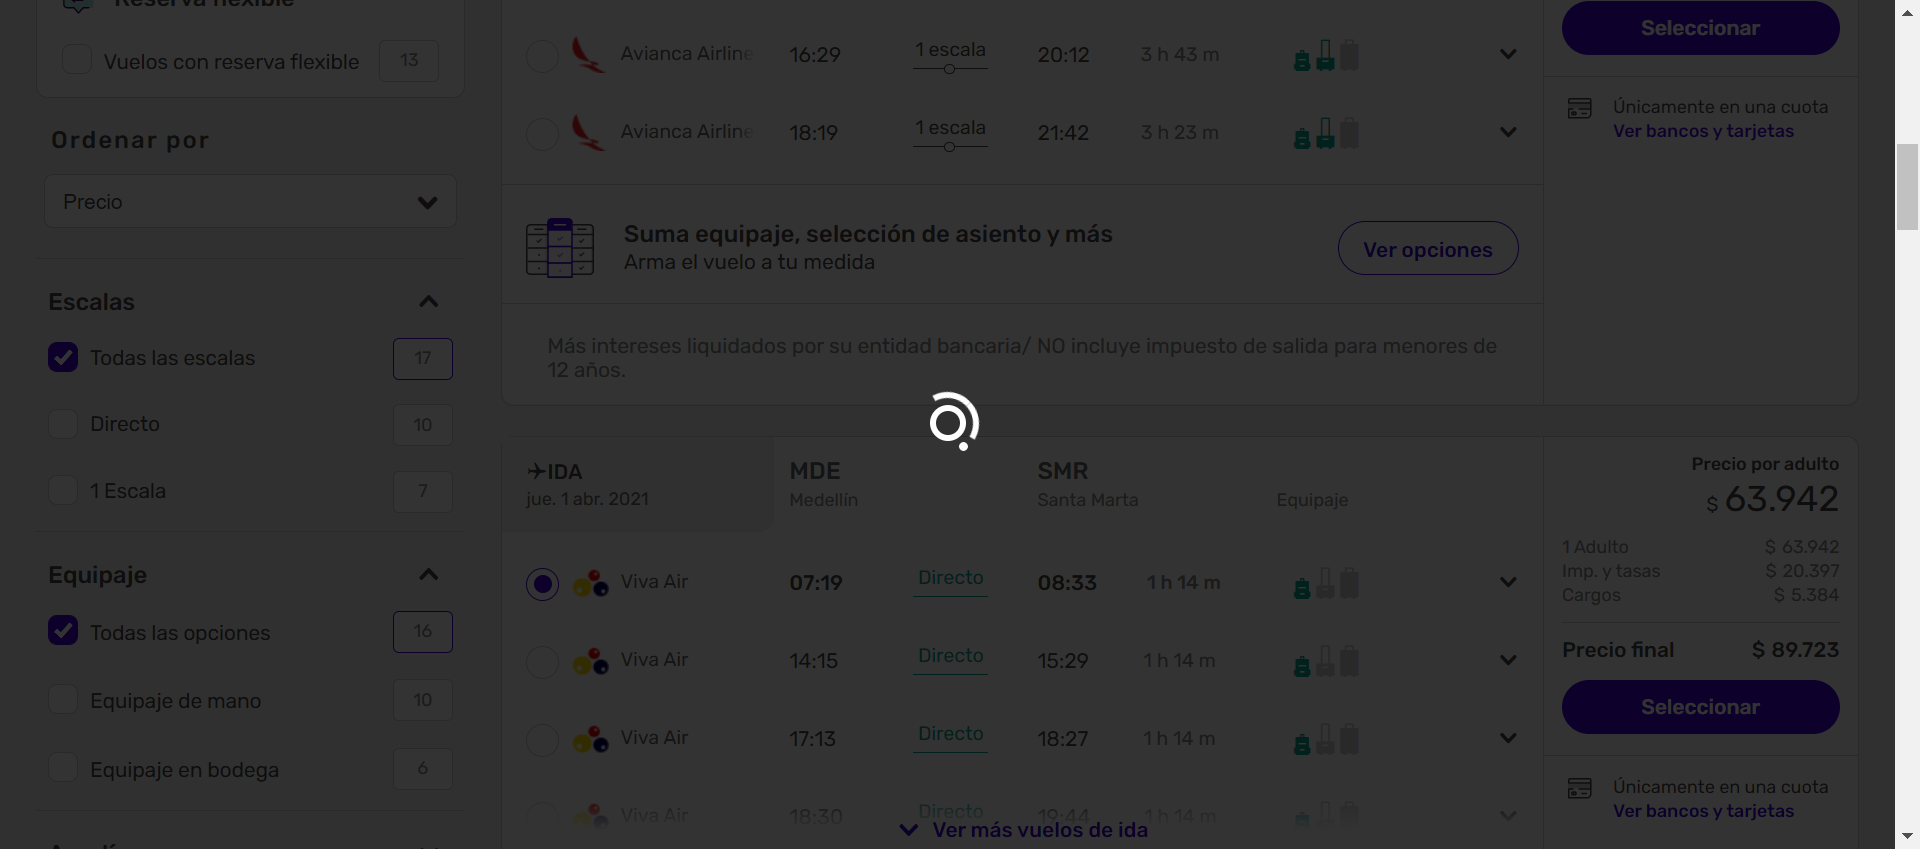 Reserva flexible
Vuelos con reserva flexible
13
Ordenar por
Precio
Escalas
Todas las escalas
17
Directo
10
1 Escala
7
Equipaje
Todas las opciones
16
Equipaje de mano
10
Equipaje en bodega
6
Avianca Airline
16:29
1 escala
20:12
3 h 43 m
Avianca Airline
18:19
1 escala
21:42
3 h 23 m
Suma equipaje, selección de asiento y más
Arma el vuelo a tu medida
Ver opciones
Más intereses liquidados por su entidad bancaria/ NO incluye impuesto de salida para menores de
12 años.
Seleccionar
Únicamente en una cuota
Ver bancos y tarjetas
IDA
jue. 1 abr. 2021
MDE
Medellín
SMR
Santa Marta
Equipaje
Viva Air
07:19
Directo
08:33
1 h 14 m
Viva Air
14:15
Directo
15:29
1 h 14 m
Viva Air
17:13
Directo
18:27
1 h 14 m
Viva Air
18:30
Directo
19:44
1 h 14 m
Ver más vuelos de ida
Precio por adulto
$ 63.942
1 Adulto
$ 63.942
Imp. y tasas
$ 20.397
Cargos
$ 5.384
Precio final
$ 89.723
Seleccionar
Únicamente en una cuota
Ver bancos y tarjetas